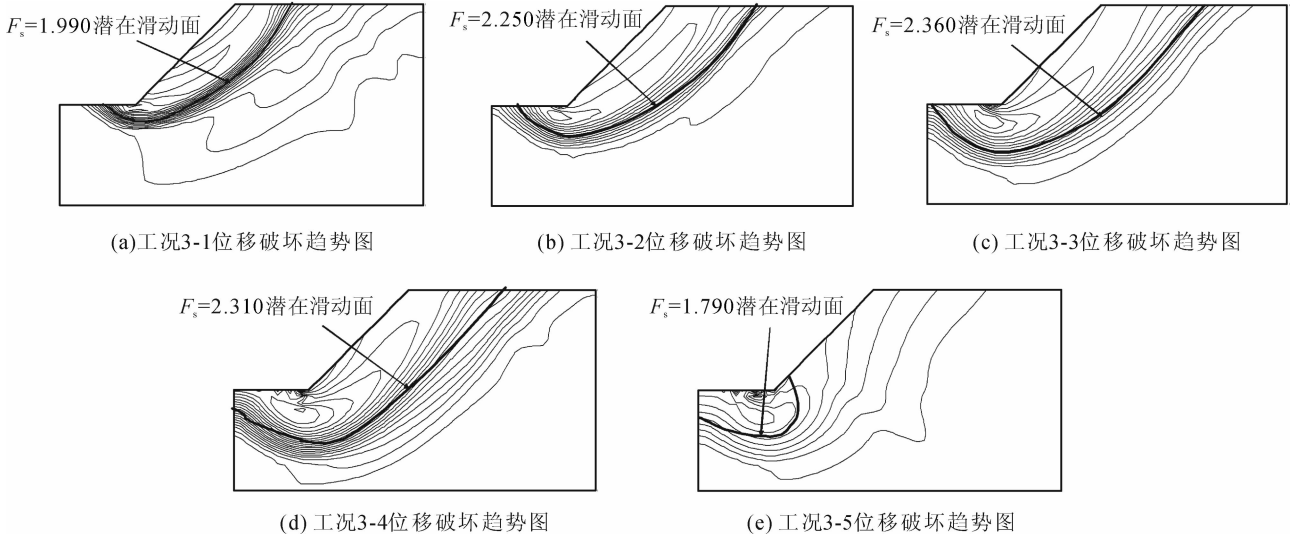 Fs=1.990潜在滑动面
Fs=2.250潜在滑动面
Fs=2.360潜在滑动面
(a)工况3-1位移破坏趋势图
(b) 工况3-2位移破坏趋势图
(c) 工况3-3位移破坏趋势图
Fs=2.310潜在滑动面
Fs=1.790潜在滑动面
(d) 工况3-4位移破坏趋势图
(e) 工况3-5位移破坏趋势图